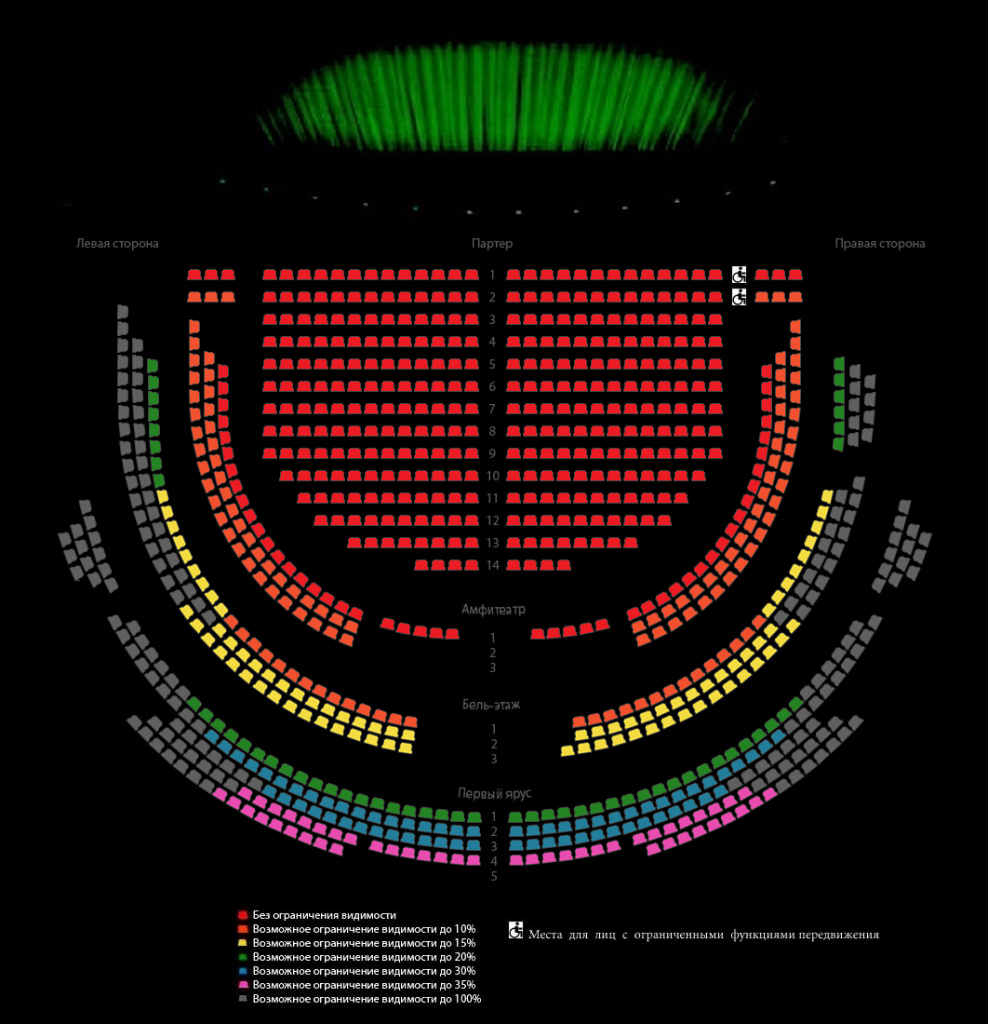 Левая сторона
Партер
Правая сторона
1
2
3
4
5
6
7
8
9
10
11
12
13
14
Амфитеатр
1
2
3
Бель-этаж
1
2
3
Первый ярус
1
2
3
4
5
Без ограничения видимости
Возможное ограничение видимости до 10%
Возможное ограничение видимости до 15%
Возможное ограничение видимости до 20%
Возможное ограничение видимости до 30%
Возможное ограничение видимости до 35%
Возможное ограничение видимости до 100%
Места для лиц с ограниченными функциями передвижения